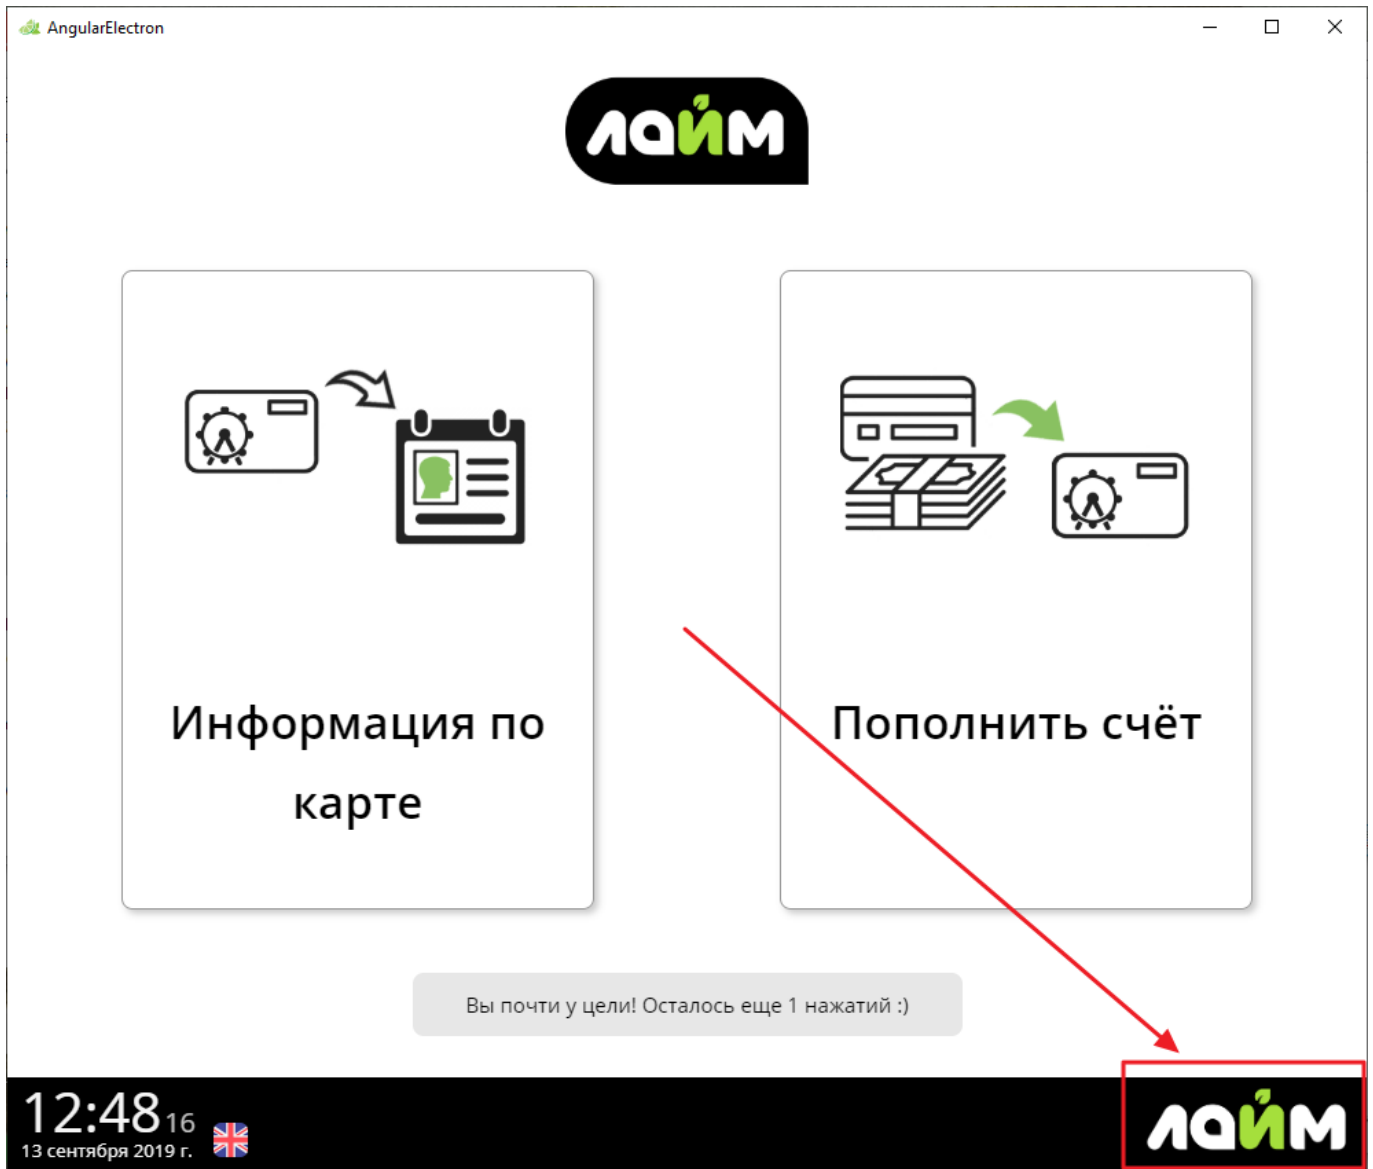 AngularElectron
лайм
Информация по
карте
Пополнить счёт
Вы почти у цели! Осталось еще 1 нажатий :)
12:48 16
13 сентября 2019 г.
лайм